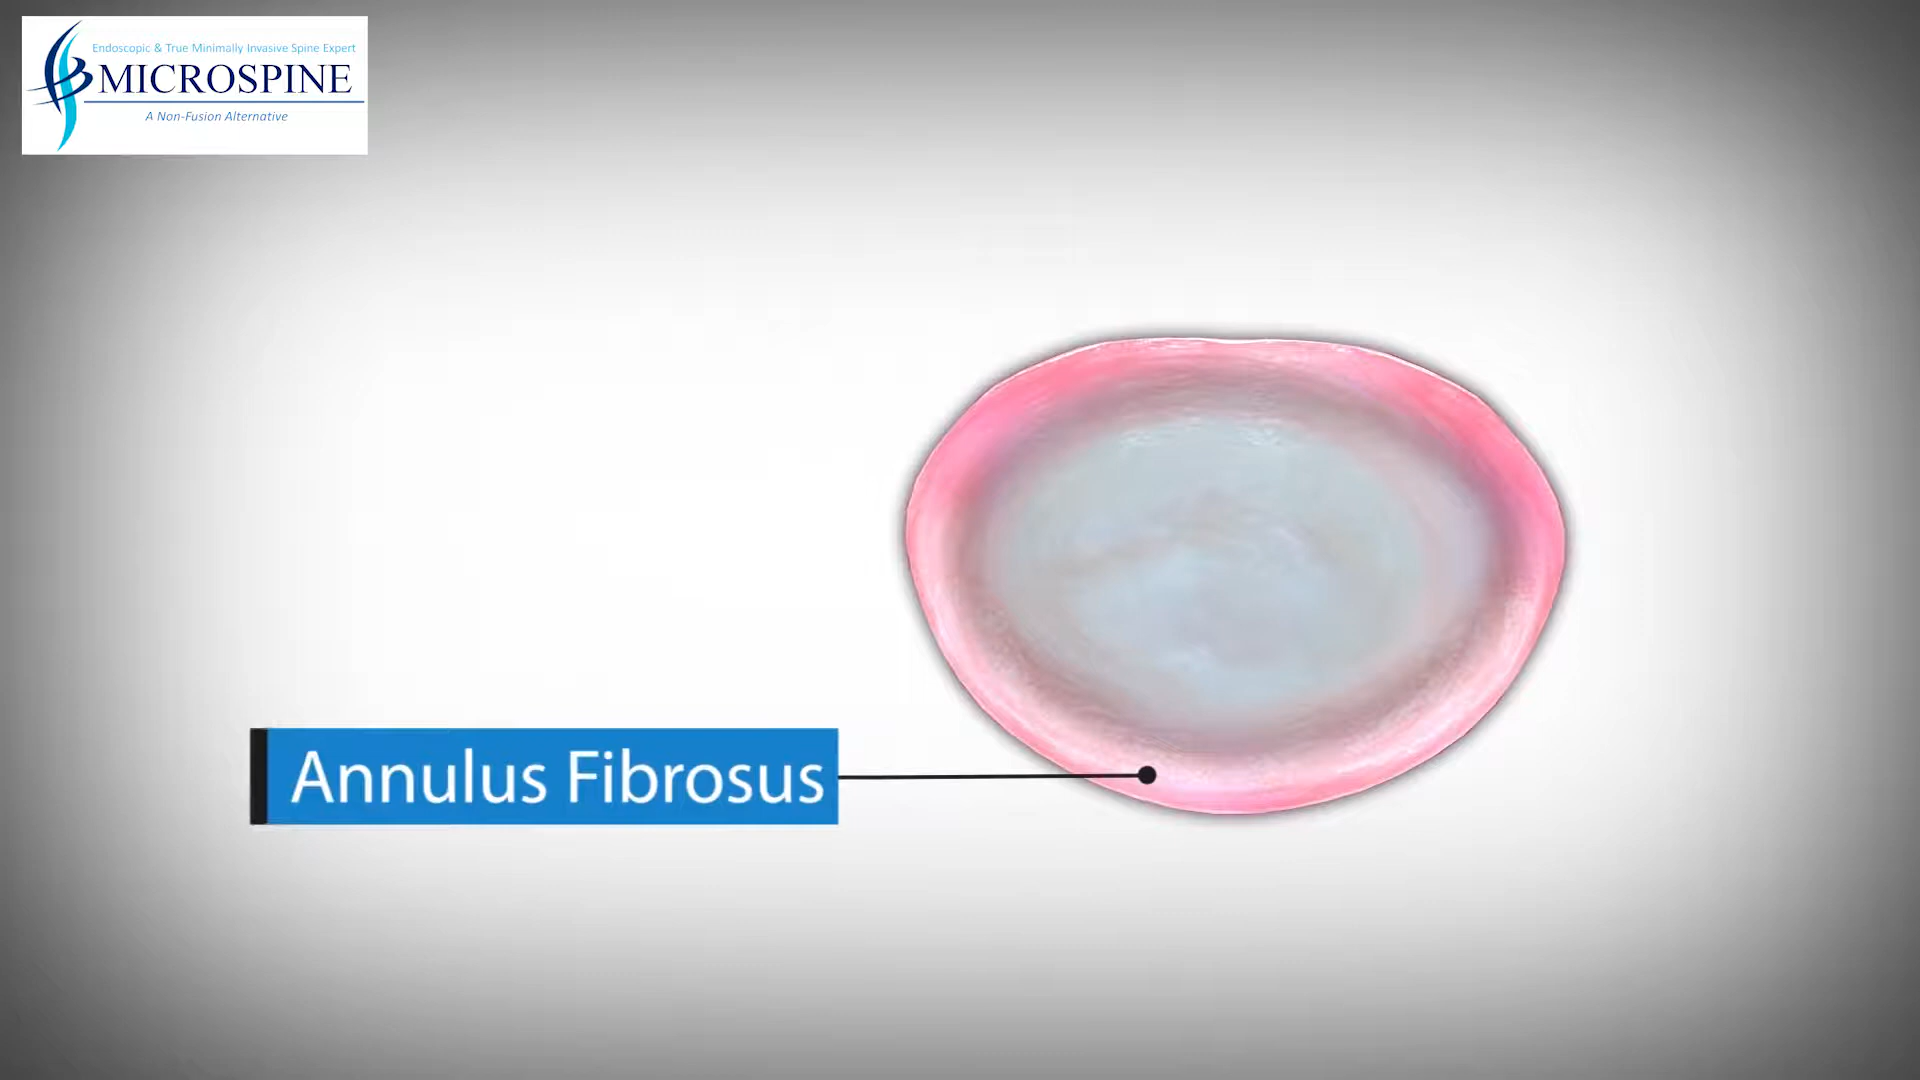 Endoscopic & True Minimally Invasive Spine Expert
MICROSPINE
A Non-Fusion Alternative
Annulus Fibrosus